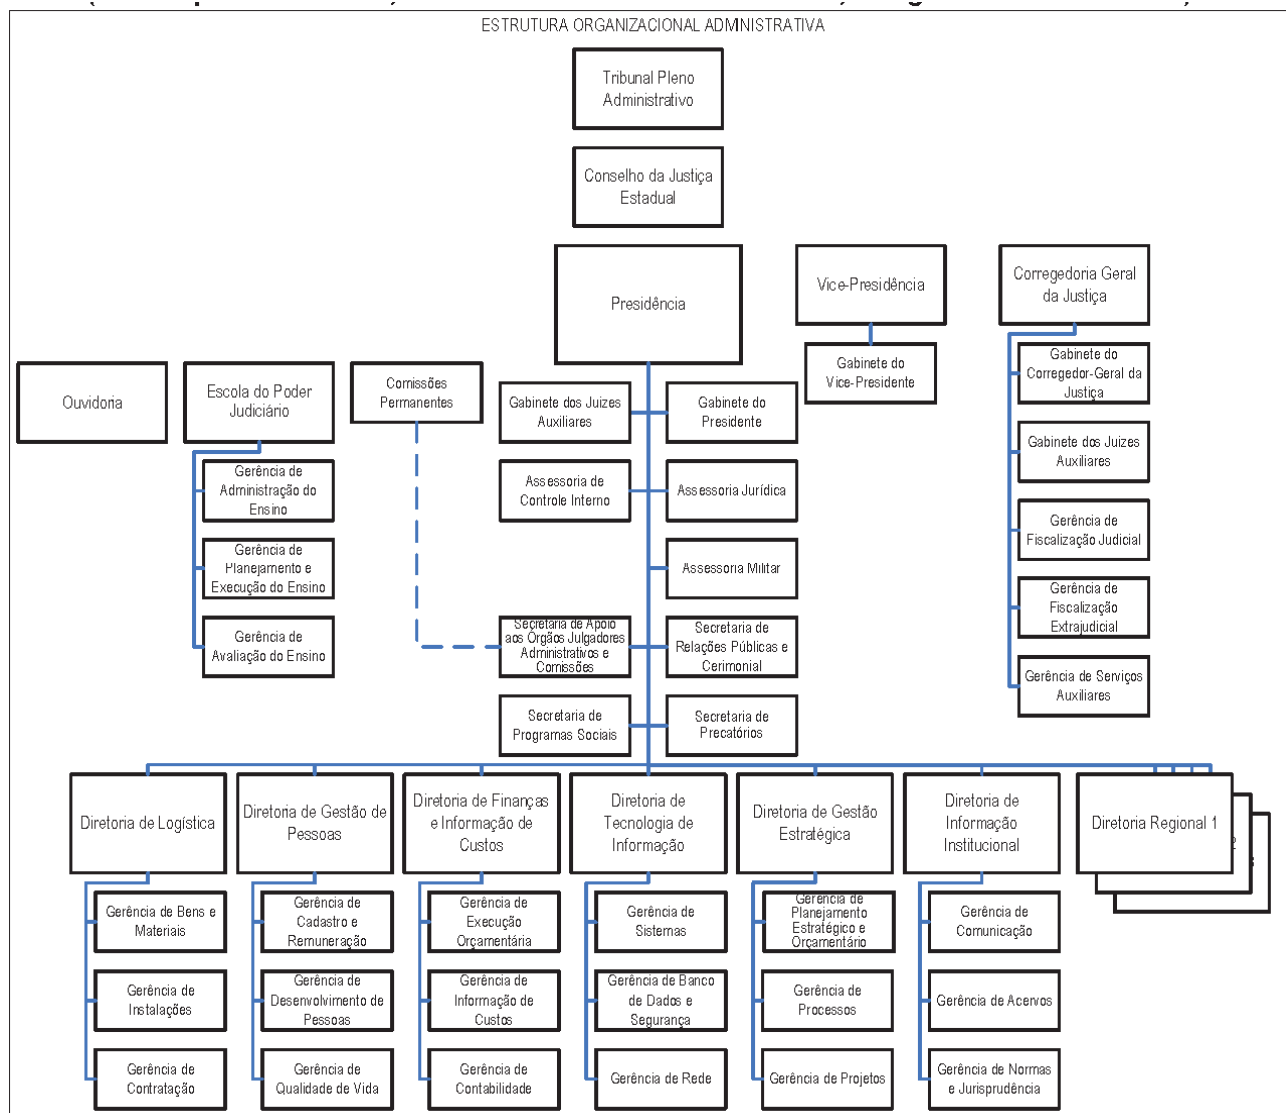 ESTRUTURA ORGANIZACIONAL ADMINISTRATIVA
Tribunal Pleno
Administrativo
Conselho da Justiça
Estadual
Presidência
Vice-Presidência
Corregedoria Geral
da Justiça
Gabinete do
Vice-Presidente
Gabinete do
Corregedor-Geral da
Justiça
Gabinete dos Juizes
Auxiliares
Gerência de
Fiscalização Judicial
Gerência de
Fiscalização
Extrajudicial
Gerência de Serviços
Auxiliares
Ouvidoria
Escola do Poder
Judiciário
Gerência de
Administração do
Ensino
Gerência de
Planejamento e
Execução do Ensino
Gerência de
Avaliação do Ensino
Comissões
Permanentes
Gabinete dos Juizes
Auxiliares
Gabinete do
Presidente
Assessoria de
Controle Interno
Assessoria Jurídica
Assessoria Militar
Secretaria de Apoio
aos Órgãos Julgadores
Administrativos e
Comissões
Secretaria de
Relações Públicas e
Cerimonial
Secretaria de
Programas Sociais
Secretaria de
Precatórios
Diretoria de Logística
Gerência de Bens e
Materiais
Gerência de
Instalações
Gerência de
Contratação
Diretoria de Gestão de
Pessoas
Gerência de
Cadastro e
Remuneração
Gerência de
Desenvolvimento de
Pessoas
Gerência de
Qualidade de Vida
Diretoria de Finanças
e Informação de
Custos
Gerência de
Execução
Orçamentária
Gerência de
Informação de
Custos
Gerência de
Contabilidade
Diretoria de
Tecnologia de
Informação
Gerência de
Sistemas
Gerência de Banco
de Dados e
Segurança
Gerência de Rede
Diretoria de Gestão
Estratégica
Gerência de
Planejamento
Estratégico e
Orçamentário
Gerência de
Processos
Gerência de Projetos
Diretoria de
Informação
Institucional
Gerência de
Comunicação
Gerência de Acervos
Gerência de Normas
e Jurisprudência
Diretoria Regional 1
2